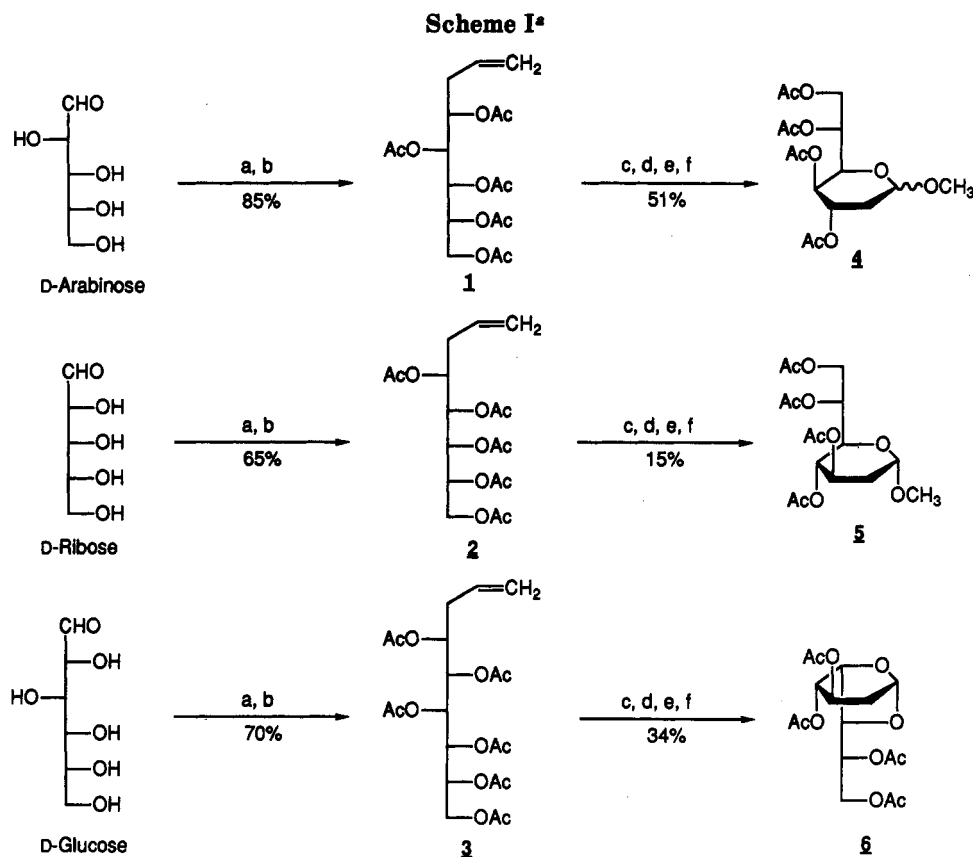 Scheme Iᵃ
CHO
HO
OH
OH
OH
D-Arabinose
a, b
85%
CH₂
OAc
AcO
OAc
OAc
OAc
1
c, d, e, f
51%
AcO
AcO
AcO
O
OCH₃
AcO
4
CHO
OH
OH
OH
OH
D-Ribose
a, b
65%
CH₂
AcO
OAc
OAc
OAc
OAc
2
c, d, e, f
15%
AcO
AcO
AcO
O
AcO
OCH₃
5
CHO
OH
HO
OH
OH
OH
D-Glucose
a, b
70%
CH₂
AcO
OAc
AcO
OAc
OAc
OAc
3
c, d, e, f
34%
AcO
O
AcO
O
OAc
OAc
6